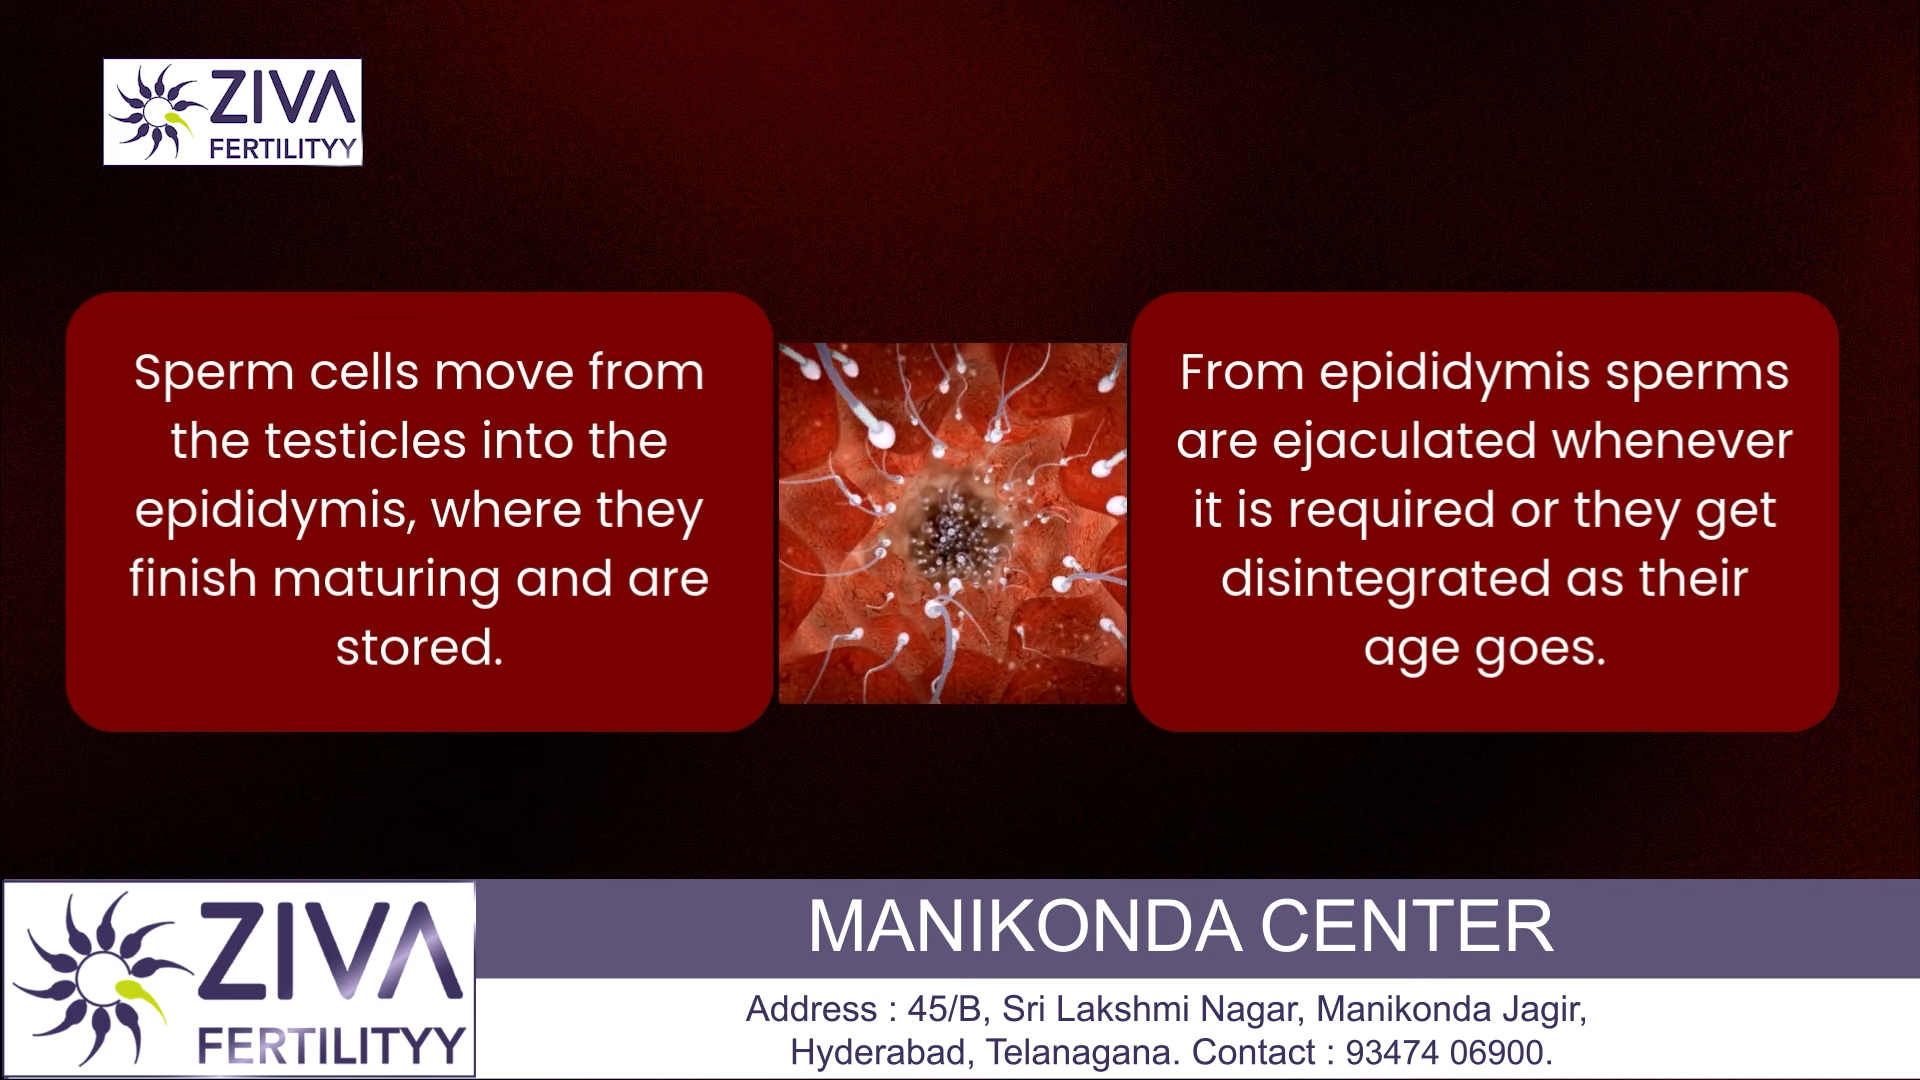 ZIVA
FERTILITYY
Sperm cells move from
the testicles into the
epididymis, where they
finish maturing and are
stored.
From epididymis sperms
are ejaculated whenever
it is required or they get
disintegrated as their
age goes.
ZIVA
FERTILITYY
MANIKONDA CENTER
Address : 45/B, Sri Lakshmi Nagar, Manikonda Jagir,
Hyderabad, Telanagana. Contact : 93474 06900.